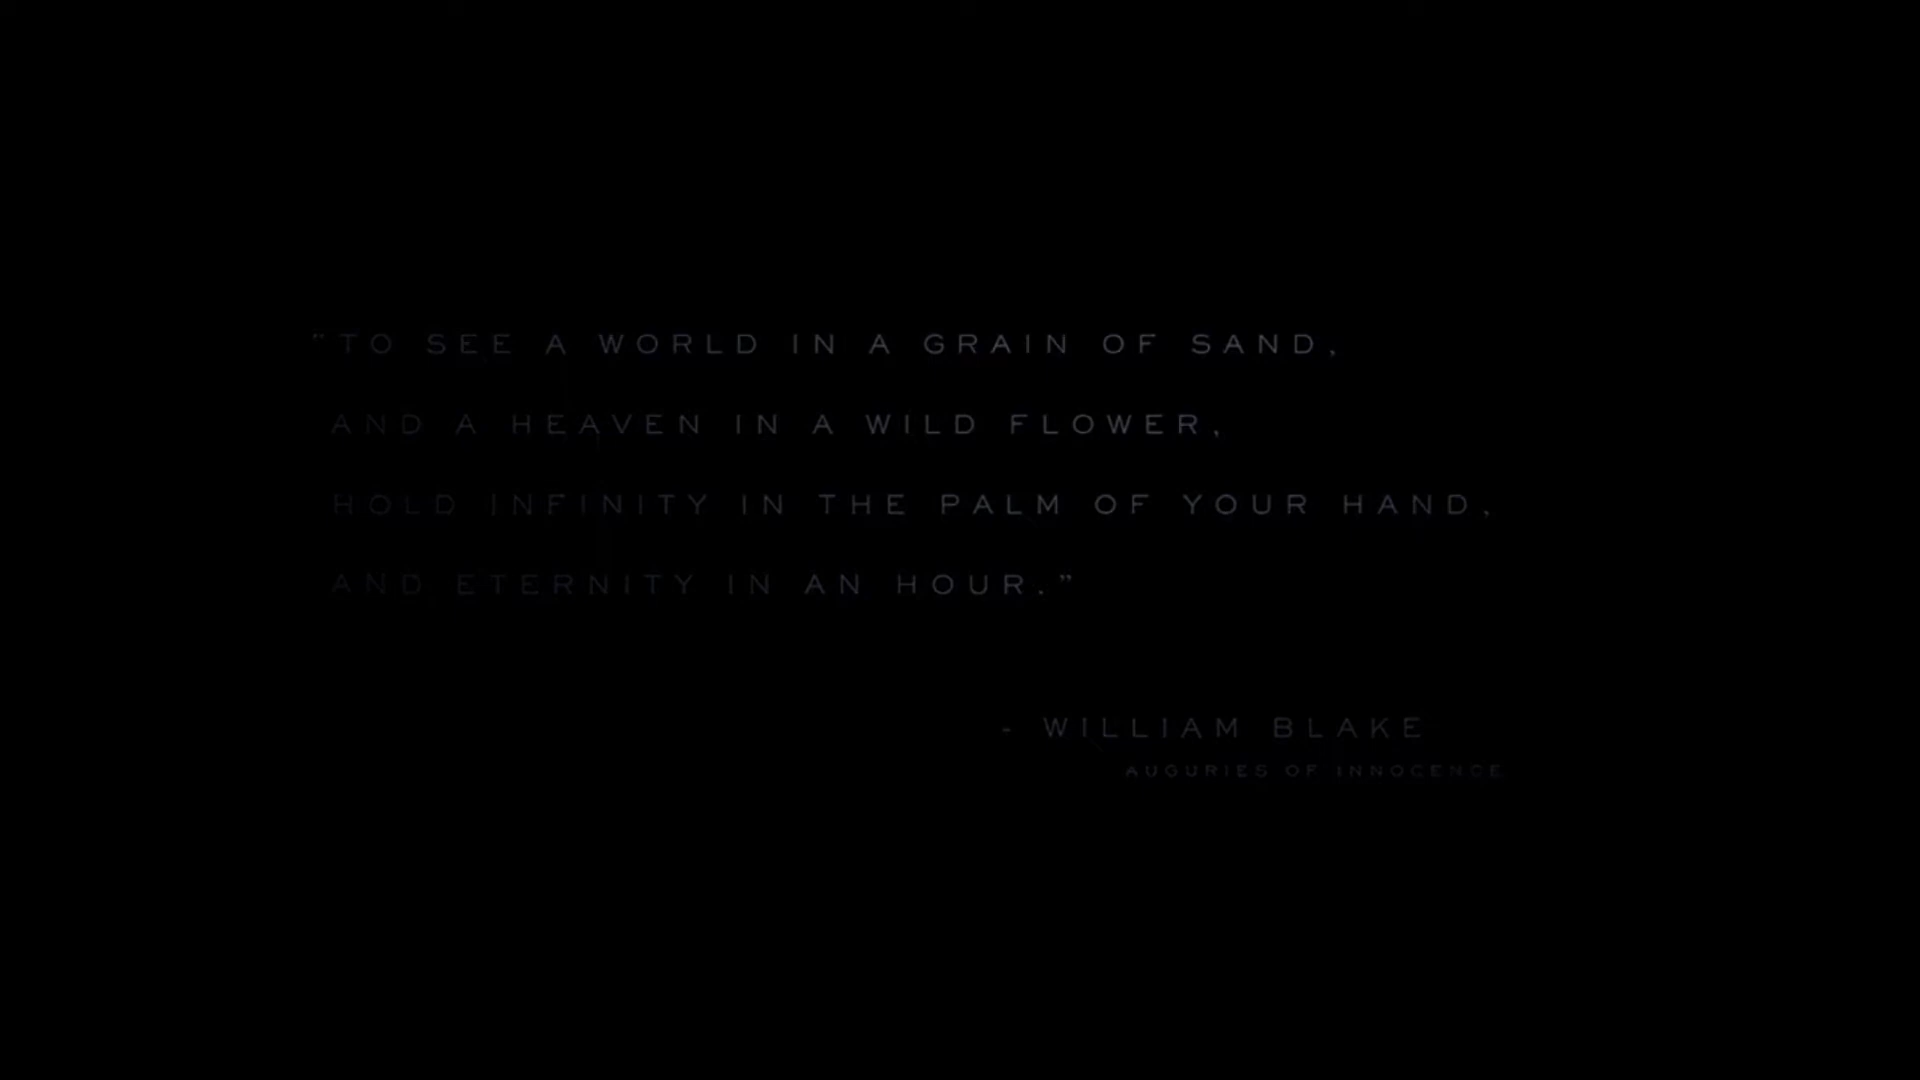 "TO SEE A WORLD IN A GRAIN OF SAND,
AND A HEAVEN IN A WILD FLOWER,
HOLD INFINITY IN THE PALM OF YOUR HAND,
AND ETERNITY IN AN HOUR."
- WILLIAM BLAKE
AUGURIES OF INNOCENCE